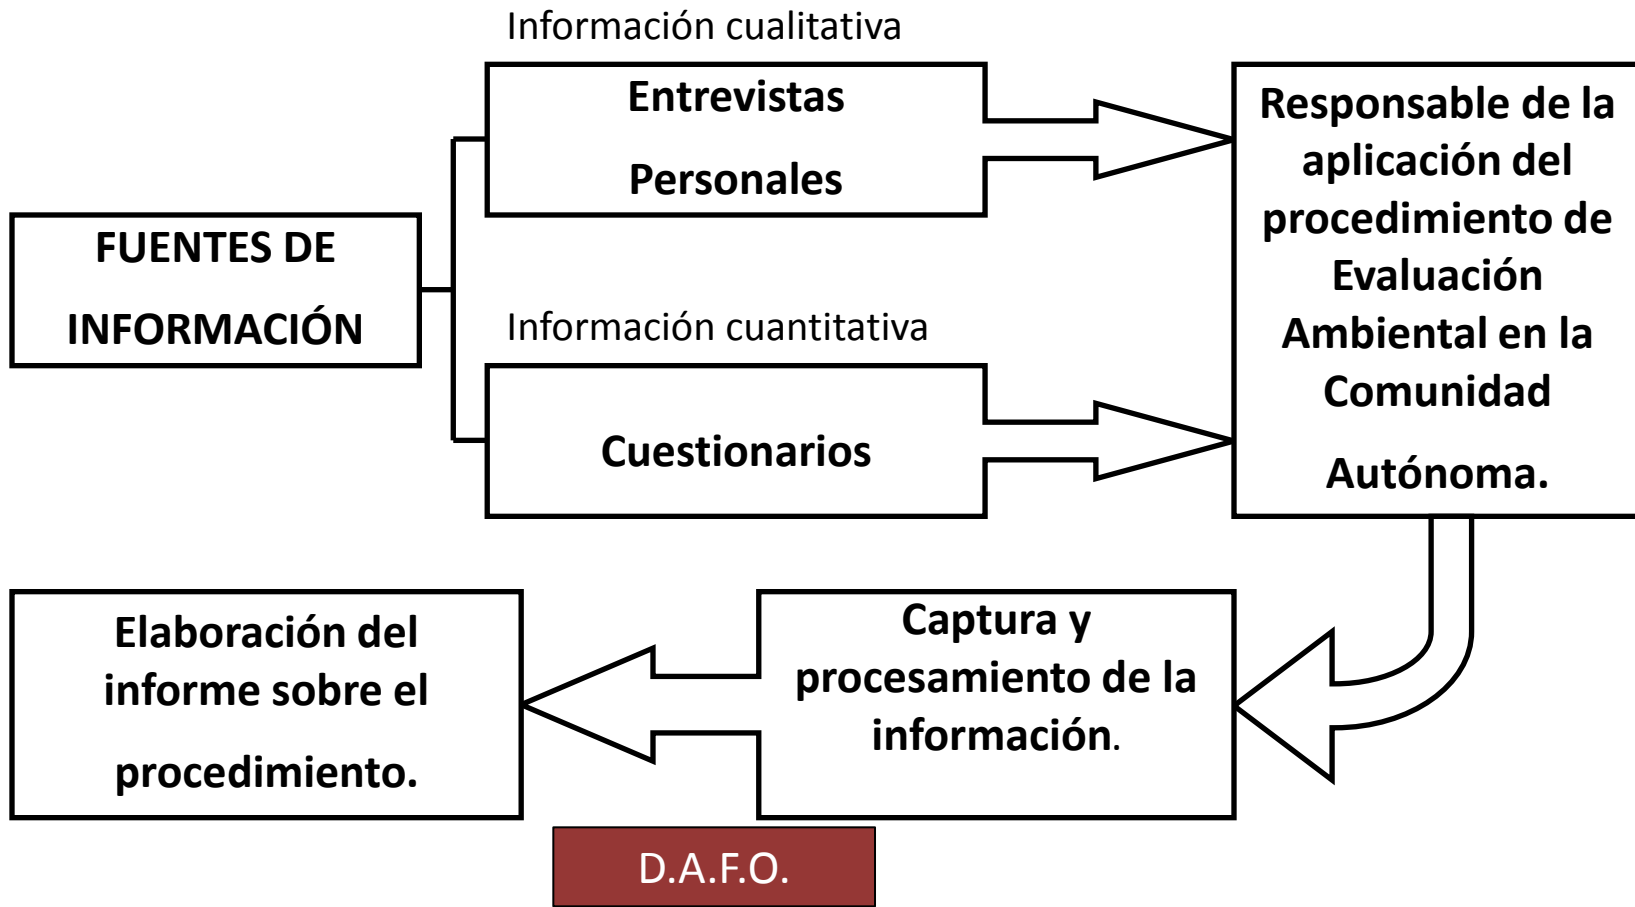 Información cualitativa
Entrevistas
Personales
FUENTES DE
INFORMACIÓN
Información cuantitativa
Cuestionarios
Responsable de la
aplicación del
procedimiento de
Evaluación
Ambiental en la
Comunidad
Autónoma.
Captura y
procesamiento de la
información.
Elaboración del
informe sobre el
procedimiento.
D.A.F.O.